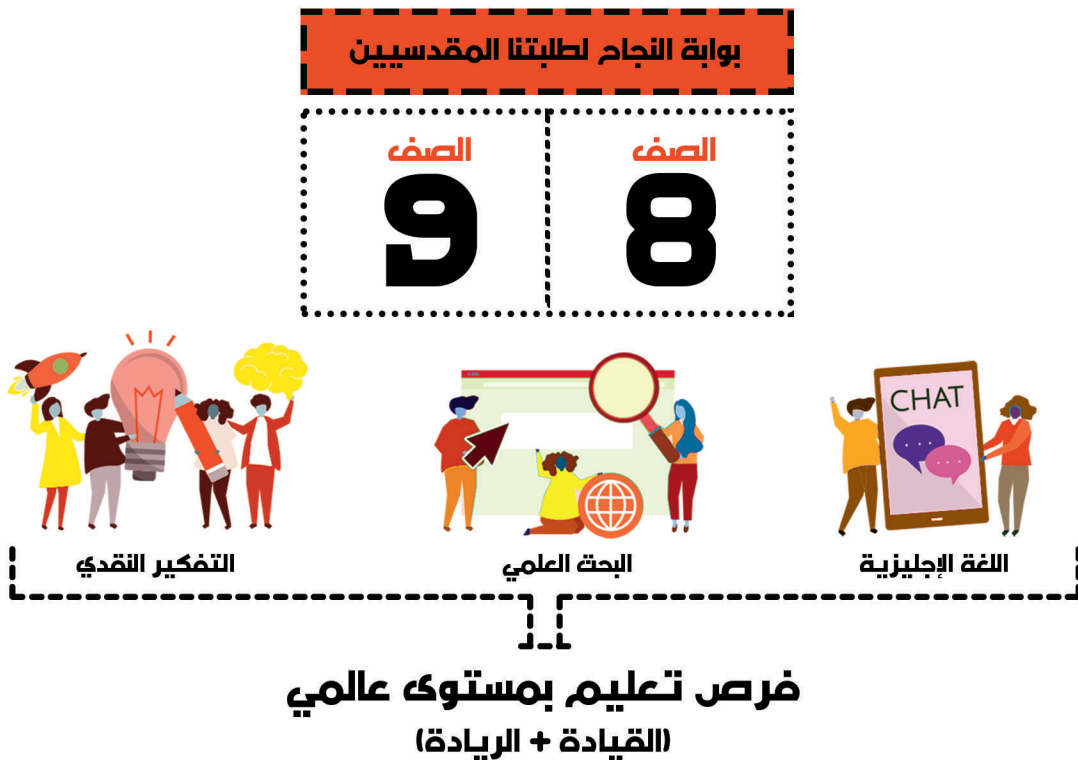 بوابة النجاح لطلبتنا المقدسيين
الصف
8
الصف
9
CHAT
اللغة الإجليزية
البحث العلمي
التفكير النقدي
فرص تعليم بمستوى عالمي
(القيادة + الريادة)